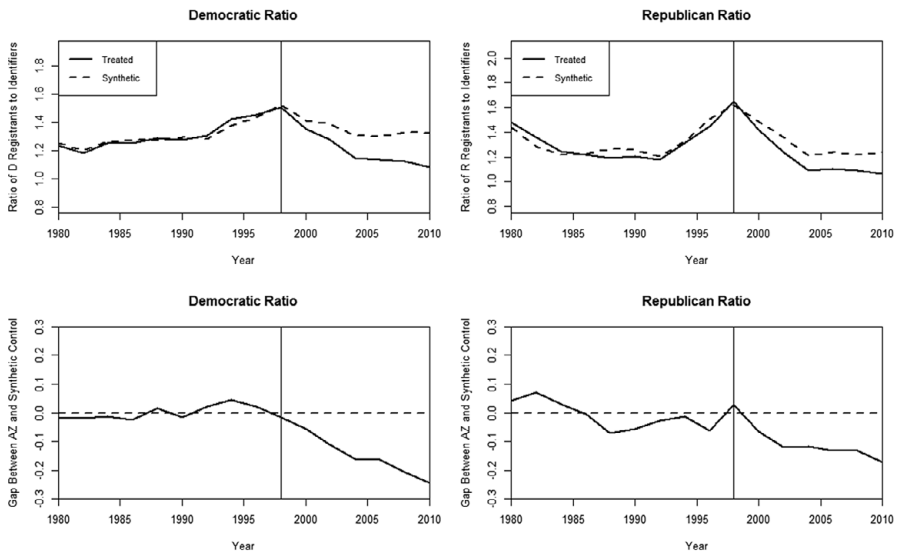 Democratic Ratio
Ratio of D Registrants to Identifiers
1.8
1.6
1.4
1.2
1.0
0.8
Treated
Synthetic
1980 1985 1990 1995 2000 2005 2010
Year
Republican Ratio
Ratio of R Registrants to Identifiers
2.0
1.8
1.6
1.4
1.2
1.0
0.8
Treated
Synthetic
1980 1985 1990 1995 2000 2005 2010
Year
Democratic Ratio
Gap Between AZ and Synthetic Control
0.3
0.2
0.1
0.0
-0.1
-0.2
-0.3
1980 1985 1990 1995 2000 2005 2010
Year
Republican Ratio
Gap Between AZ and Synthetic Control
0.3
0.2
0.1
0.0
-0.1
-0.2
-0.3
1980 1985 1990 1995 2000 2005 2010
Year